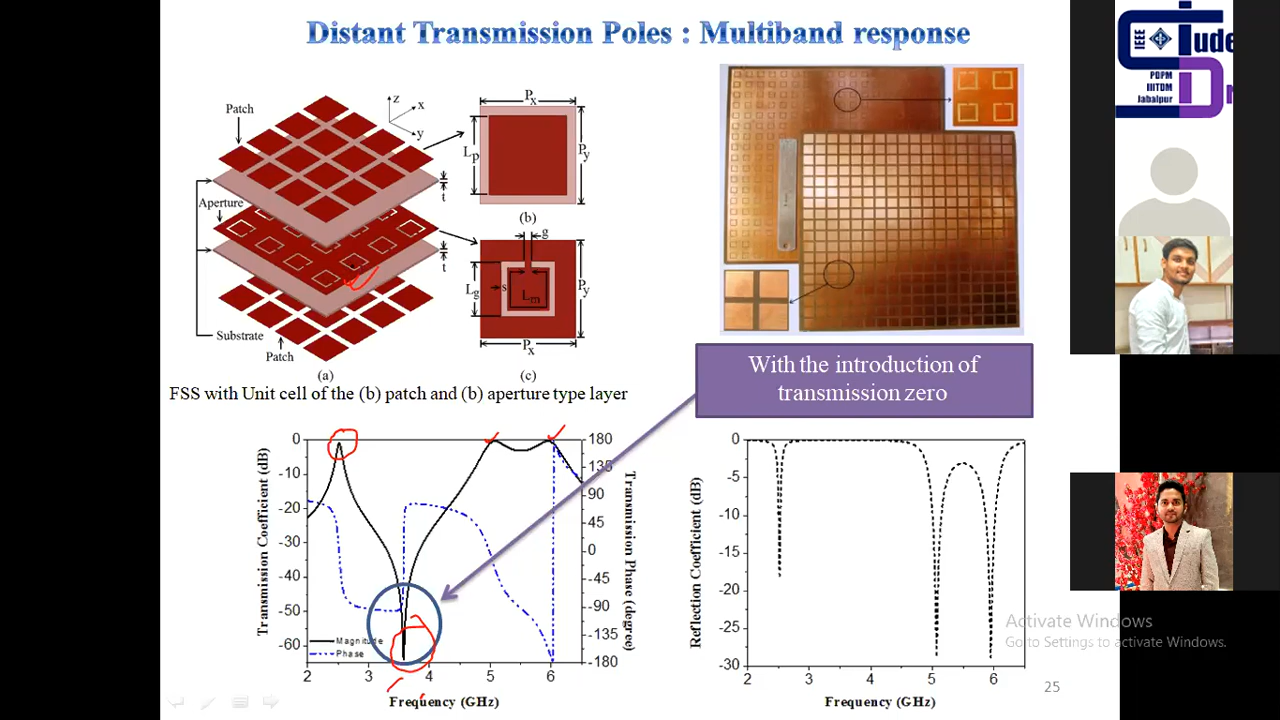 Distant Transmission Poles : Multiband response
Patch
Aperture
Substrate
Patch
z
x
y
t
t
(a)
Px
Lp
Py
(b)
g
Lg
s
Lm
Py
Px
(c)
FSS with Unit cell of the (b) patch and (b) aperture type layer
With the introduction of
transmission zero
Transmission Coefficient (dB)
0
-10
-20
-30
-40
-50
-60
180
135
90
45
0
-45
-90
-135
-180
Transmission Phase (degree)
Magnitude
Phase
2 3 4 5 6
Frequency (GHz)
Reflection Coefficient (dB)
0
-5
-10
-15
-20
-25
-30
2 3 4 5 6
Frequency (GHz)
25
Activate Windows
Go to Settings to activate Windows.
IEEE
tude
PDPM
IIITDM
Jabalpur